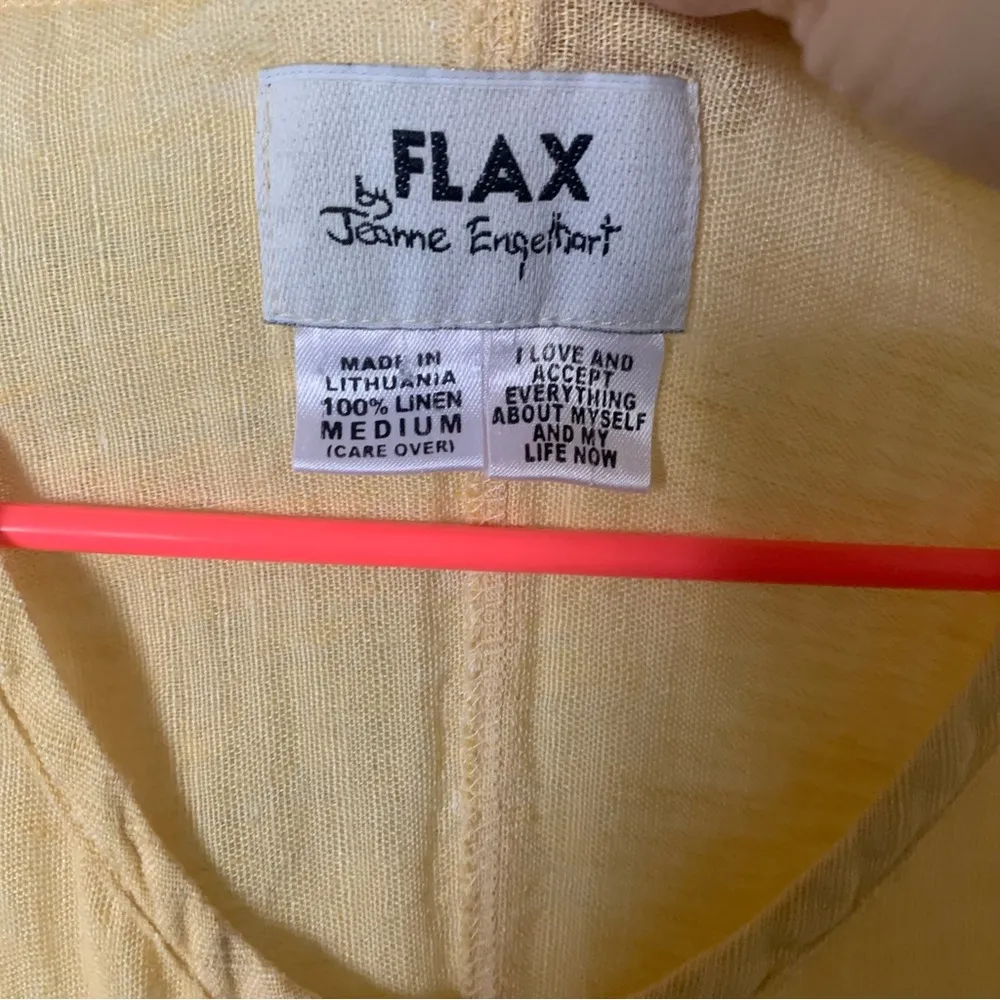 FLAX
by
Jeanne Engelhart
MADE IN
LITHUANIA
100% LINEN
MEDIUM
(CARE OVER)
I LOVE AND
ACCEPT
EVERYTHING
ABOUT MYSELF
AND MY
LIFE NOW